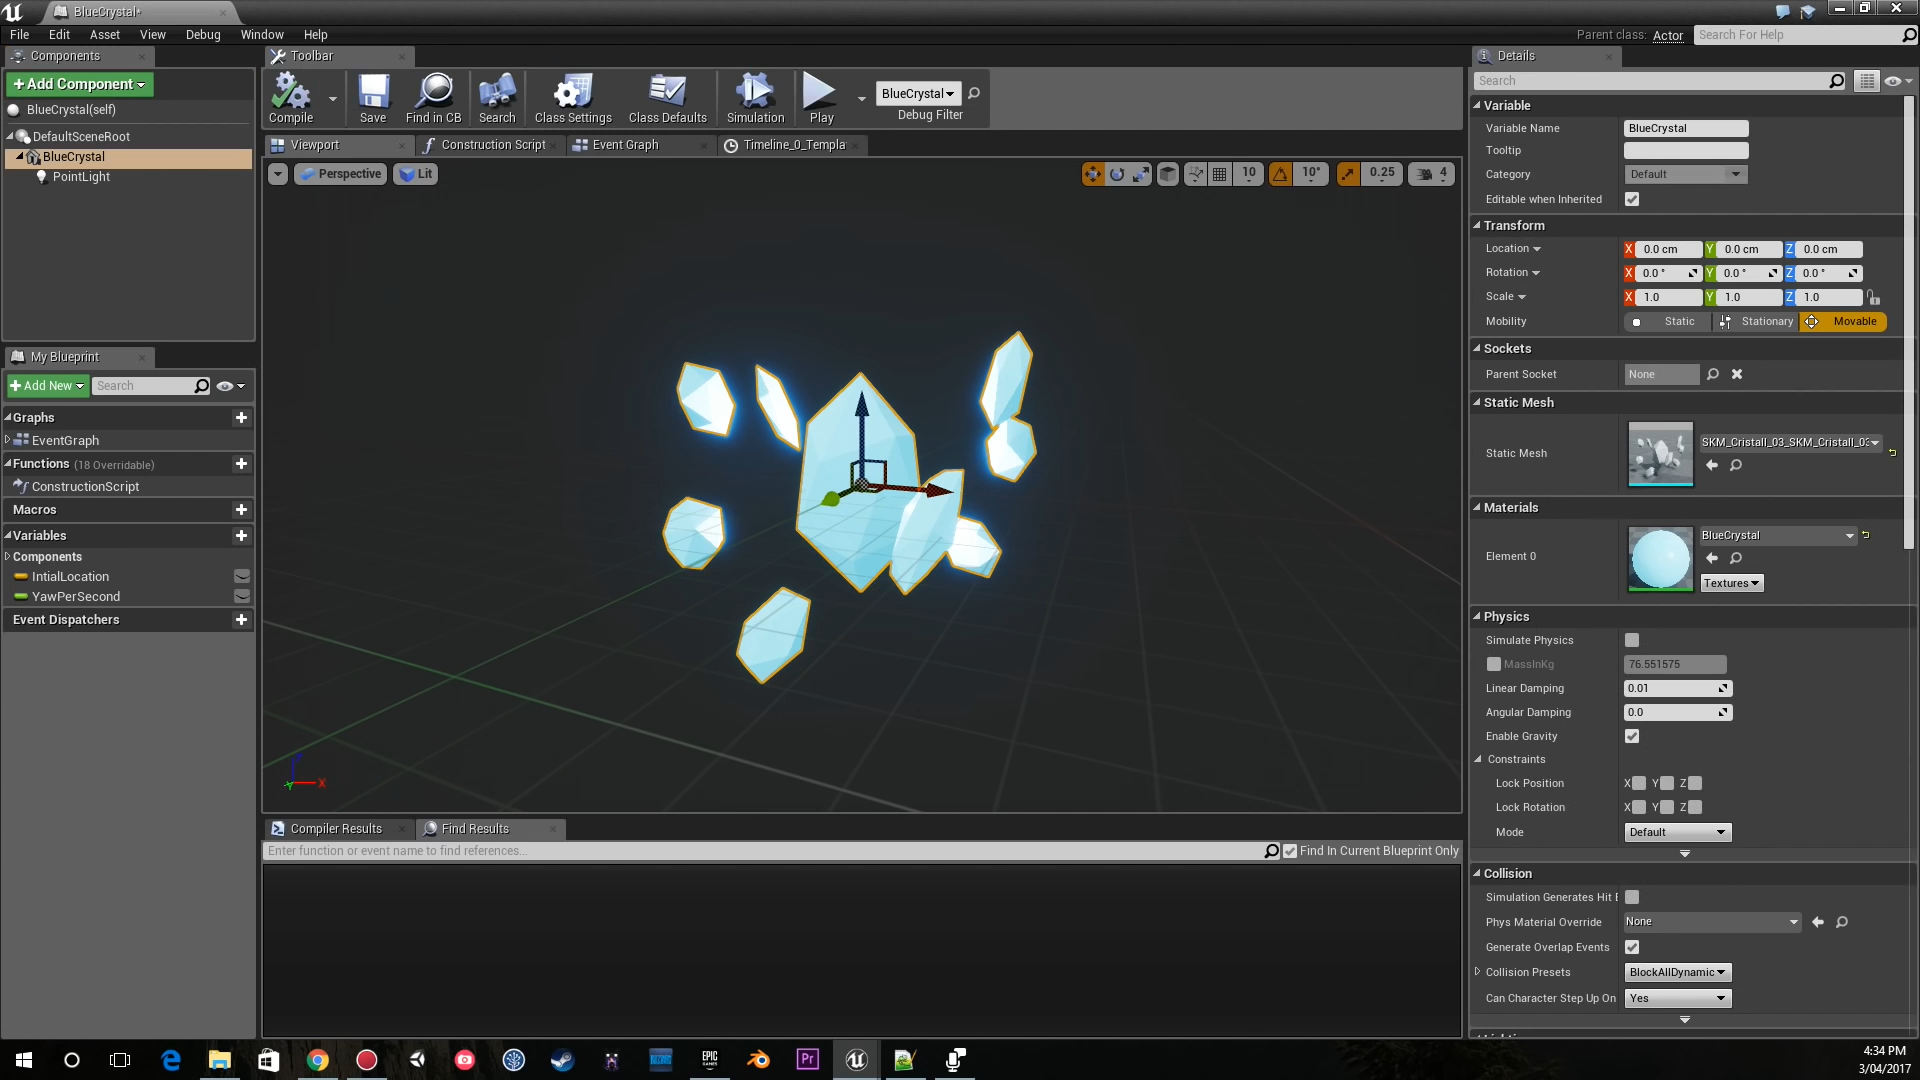 BlueCrystal*
File Edit Asset View Debug Window Help
Parent class: Actor
Search For Help
Components
+Add Component
BlueCrystal(self)
DefaultSceneRoot
BlueCrystal
PointLight
My Blueprint
+Add New
Search
Graphs
EventGraph
Functions (18 Overridable)
ConstructionScript
Macros
Variables
Components
IntialLocation
YawPerSecond
Event Dispatchers
Toolbar
Compile Save Find in CB Search Class Settings Class Defaults Simulation Play
BlueCrystal
Debug Filter
Viewport Construction Script Event Graph Timeline_0_Templa
Perspective Lit
10 10° 0.25 4
X
Compiler Results Find Results
Enter function or event name to find references...
Find In Current Blueprint Only
Details
Search
Variable
Variable Name BlueCrystal
Tooltip
Category Default
Editable when Inherited
Transform
Location X 0.0 cm Y 0.0 cm Z 0.0 cm
Rotation X 0.0 ° Y 0.0 ° Z 0.0 °
Scale X 1.0 Y 1.0 Z 1.0
Mobility Static Stationary Movable
Sockets
Parent Socket None
Static Mesh
Static Mesh SKM_Cristall_03_SKM_Cristall_03
Materials
Element 0 BlueCrystal
Textures
Physics
Simulate Physics
MassInKg 76.551575
Linear Damping 0.01
Angular Damping 0.0
Enable Gravity
Constraints
Lock Position X Y Z
Lock Rotation X Y Z
Mode Default
Collision
Simulation Generates Hit E
Phys Material Override None
Generate Overlap Events
Collision Presets BlockAllDynamic
Can Character Step Up On Yes
EPIC
GAMES
Pr
4:34 PM
3/04/2017